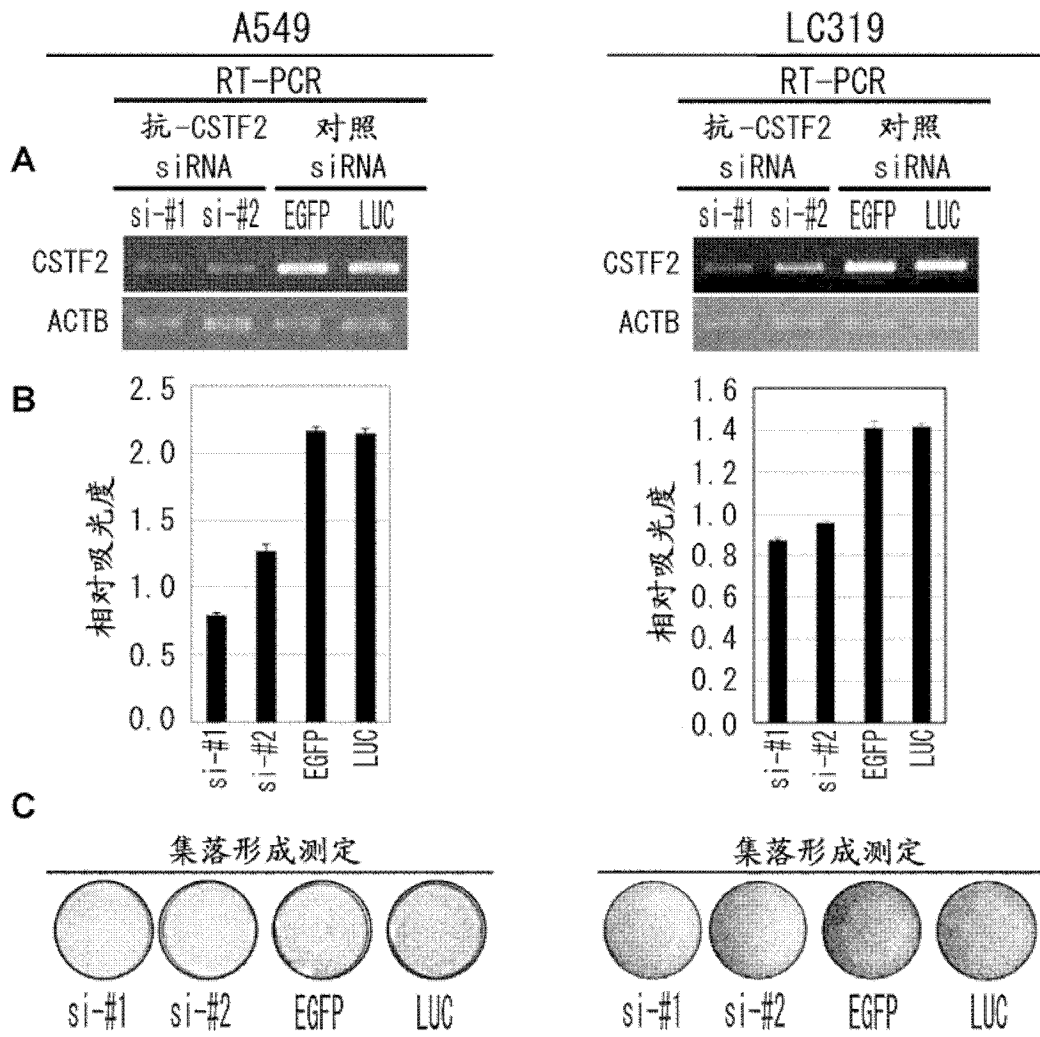 A549
RT-PCR
抗-CSTF2 对照
siRNA siRNA
si-#1 si-#2 EGFP LUC
CSTF2
ACTB
LC319
RT-PCR
抗-CSTF2 对照
siRNA siRNA
si-#1 si-#2 EGFP LUC
CSTF2
ACTB
A
B
相对吸光度
2.5
2.0
1.5
1.0
0.5
0.0
si-#1 si-#2 EGFP LUC
相对吸光度
1.6
1.4
1.2
1.0
0.8
0.6
0.4
0.2
0.0
si-#1 si-#2 EGFP LUC
C
集落形成测定
si-#1 si-#2 EGFP LUC
集落形成测定
si-#1 si-#2 EGFP LUC